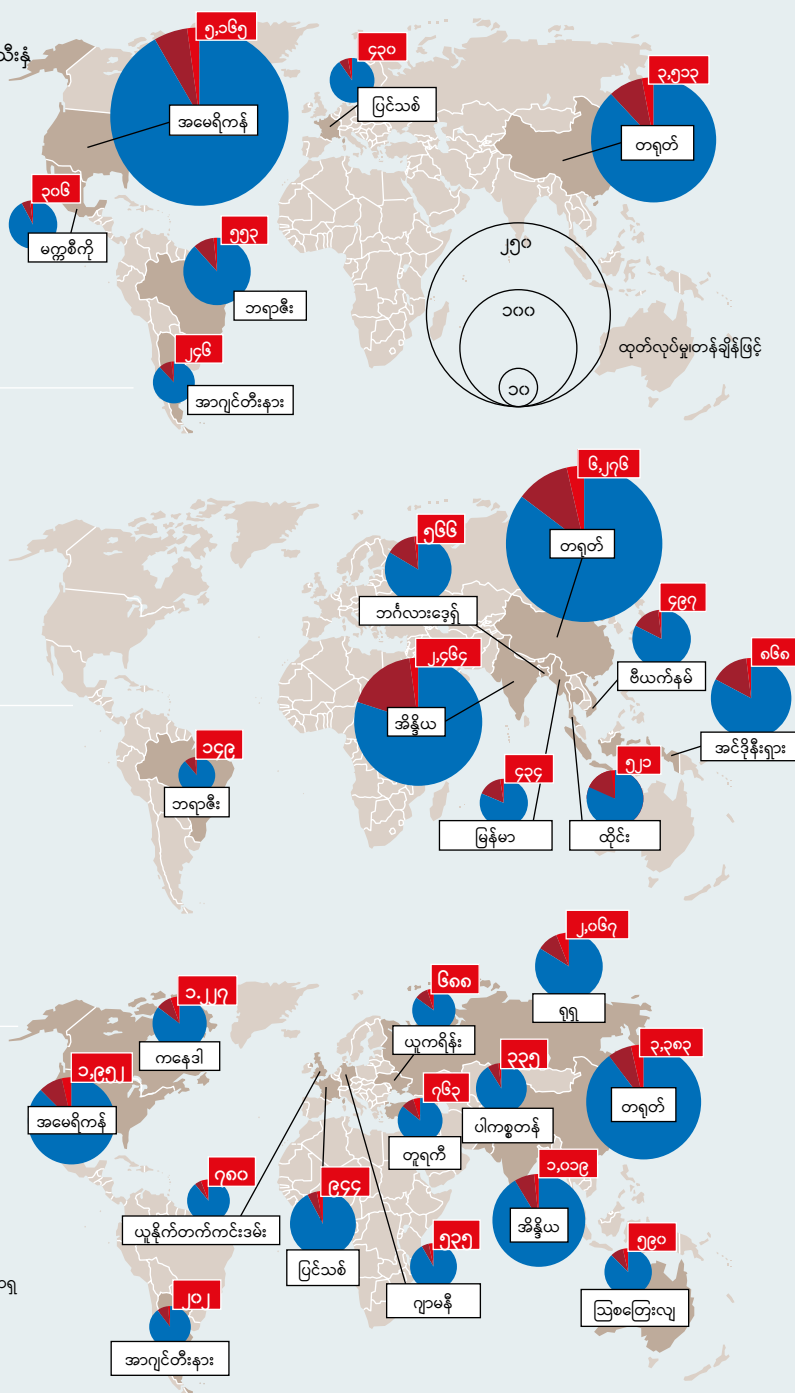 သီးနှံ
၅,၁၆၅
အမေရိကန်
၄၃၀
ပြင်သစ်
၃,၅၁၃
တရုတ်
၃၀၆
မက္ကစီကို
၅၅၃
ဘရာဇီး
၂၄၆
အာဂျင်တီးနား
၂၅၀
၁၀၀
၁၀
ထုတ်လုပ်မှု၊တန်ချိန်ဖြင့်
၆,၂၇၆
တရုတ်
၅၆၆
ဘင်္ဂလားဒေ့ရှ်
၄၉၇
ဗီယက်နမ်
၂,၄၆၄
အိန္ဒိယ
၈၆၈
အင်ဒိုနီးရှား
၁၄၉
ဘရာဇီး
၄၃၄
မြန်မာ
၅၂၁
ထိုင်း
၂,၀၆၇
ရုရှ
၁.၂၂၇
ကနေဒါ
၆၈၈
ယူကရိန်း
၁,၉၅၂
အမေရိကန်
၃၃၅
ပါကစ္စတန်
၃,၃၈၃
တရုတ်
၇၆၃
တူရကီ
၇၈၀
ယူနိုက်တက်ကင်းဒမ်း
၉၄၄
ပြင်သစ်
၁,၀၁၉
အိန္ဒိယ
၅၃၅
ဂျာမနီ
၅၉၀
ဩစတြေးလျ
၂၀၂
အာဂျင်တီးနား